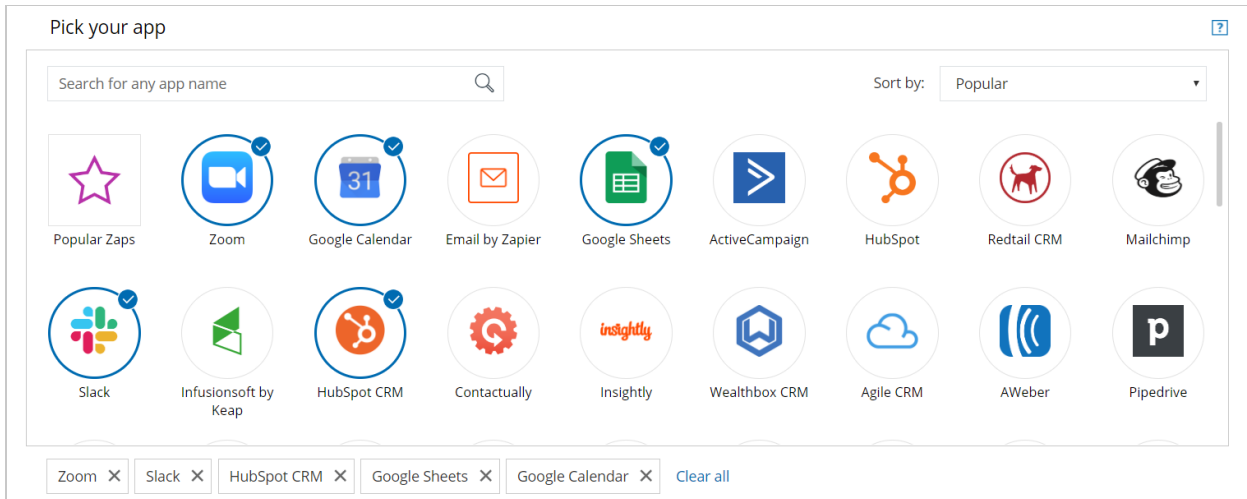 Pick your app
?
Search for any app name
Sort by: Popular
31
Popular Zaps Zoom Google Calendar Email by Zapier Google Sheets ActiveCampaign HubSpot Redtail CRM Mailchimp
insightly
p
Slack Infusionsoft by Keap HubSpot CRM Contactually Insightly Wealthbox CRM Agile CRM AWeber Pipedrive
Zoom Slack HubSpot CRM Google Sheets Google Calendar Clear all